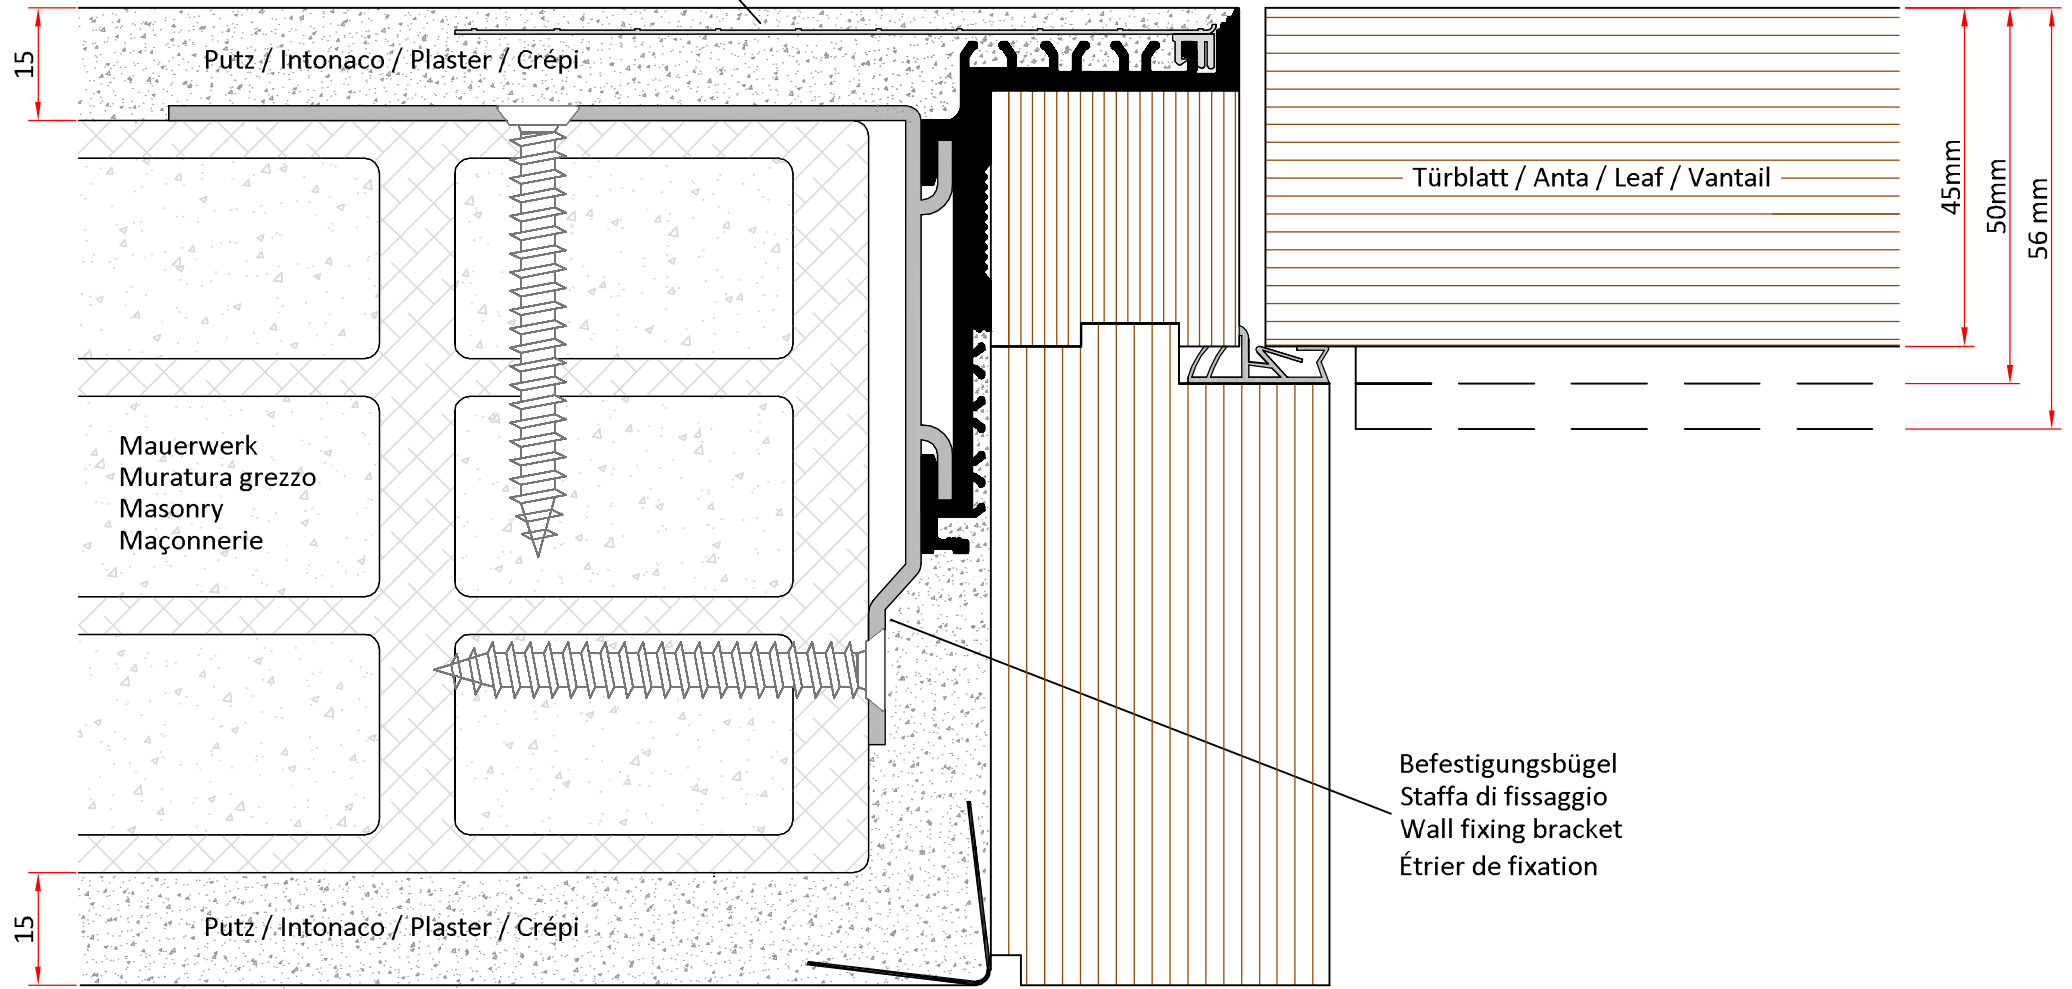 15
Putz / Intonaco / Plaster / Crépi
Türblatt / Anta / Leaf / Vantail
45mm
50mm
56 mm
Mauerwerk
Muratura grezzo
Masonry
Maçonnerie
Befestigungsbügel
Staffa di fissaggio
Wall fixing bracket
Étrier de fixation
15
Putz / Intonaco / Plaster / Crépi